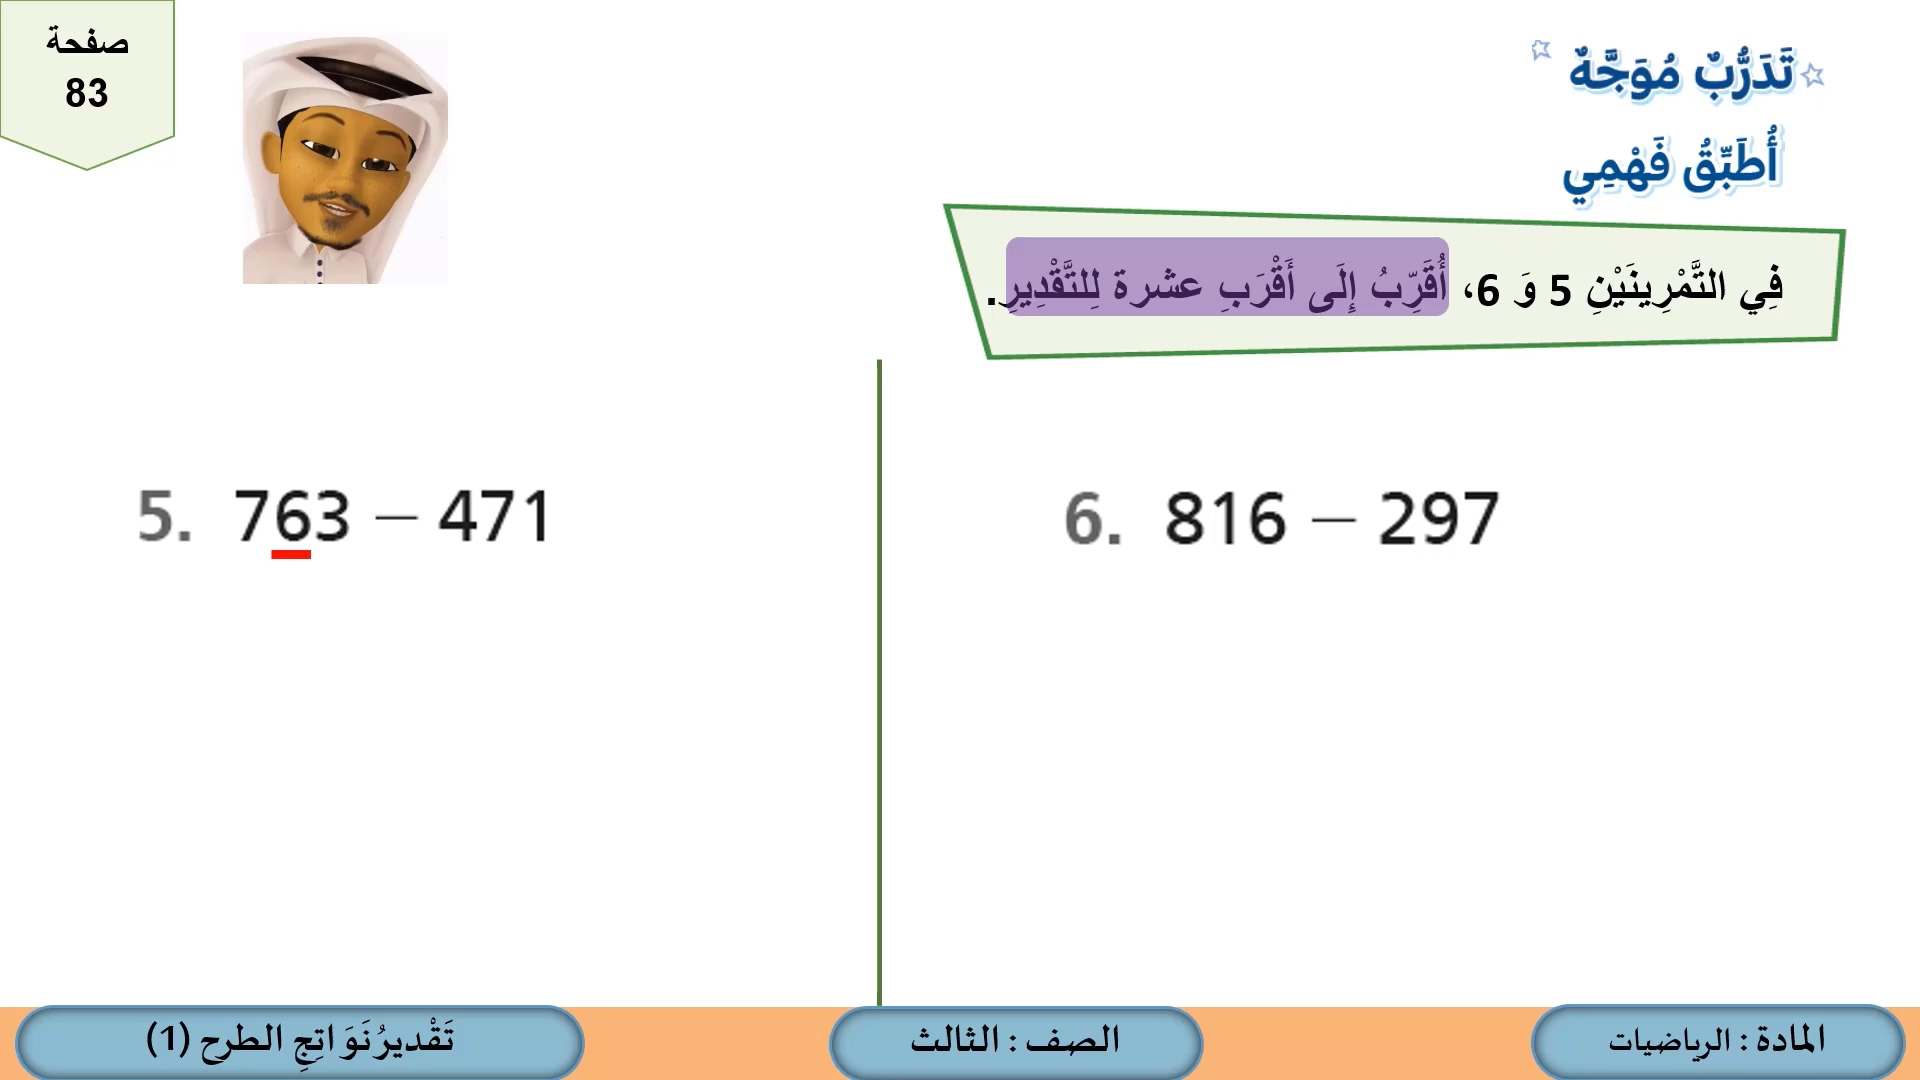 صفحة
83
تَدَرُّبٌ مُوَجَّهٌ
أُطَبِّقُ فَهْمِي
فِي التَّمْرِينَيْنِ 5 وَ 6، أُقَرِّبُ إِلَى أَقْرَبِ عشرة لِلتَّقْدِيرِ.
5. 763 – 471
6. 816 – 297
المادة : الرياضيات
الصف : الثالث
تَقْديرُ نَوَاتِجِ الطرح (1)